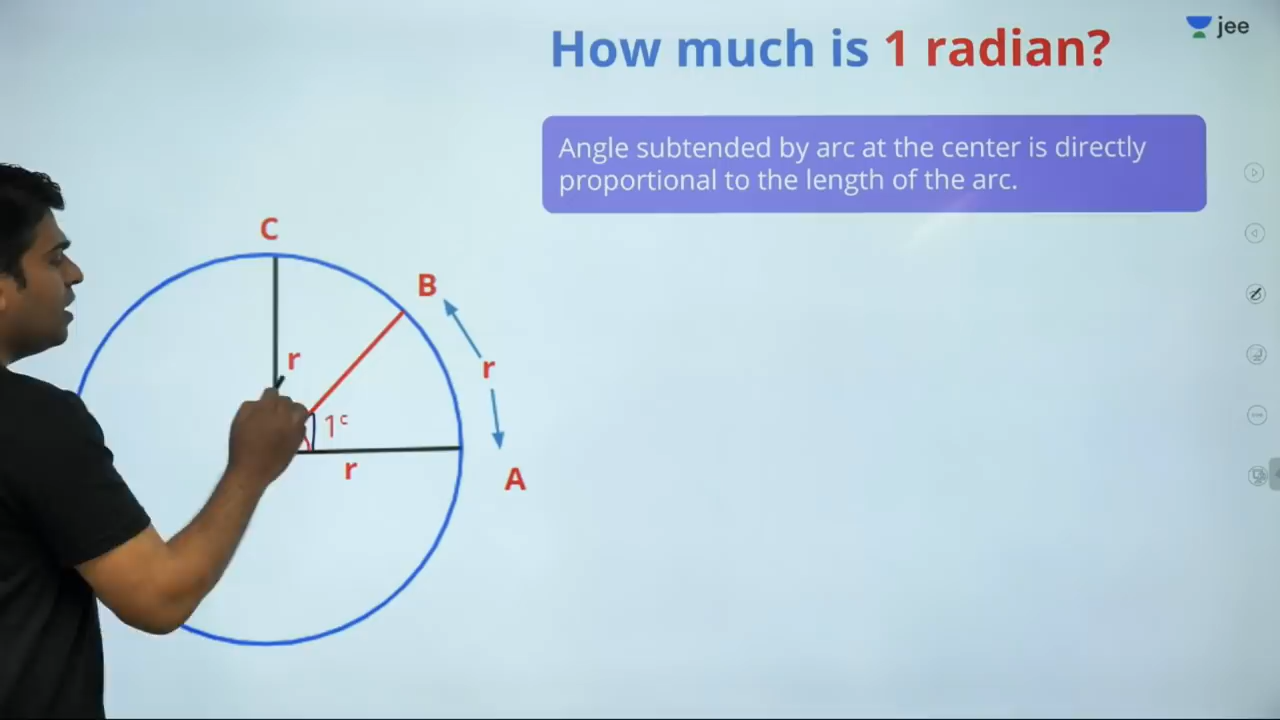 How much is 1 radian?
jee
Angle subtended by arc at the center is directly
proportional to the length of the arc.
C
B
r
r
1ᶜ
r
A